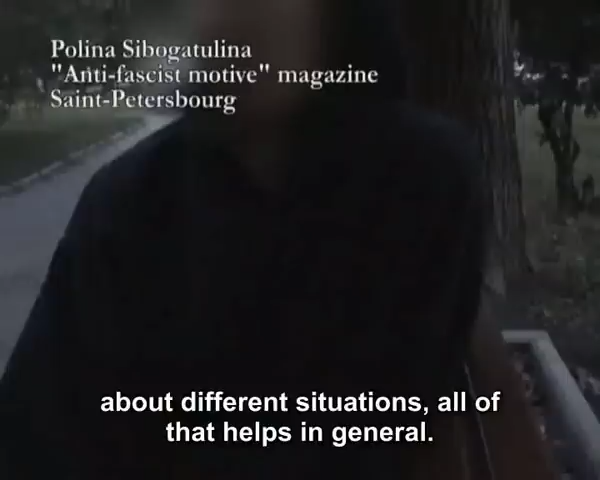 Polina Sibogatulina
"Anti-fascist motive" magazine
Saint-Petersbourg
about different situations, all of
that helps in general.